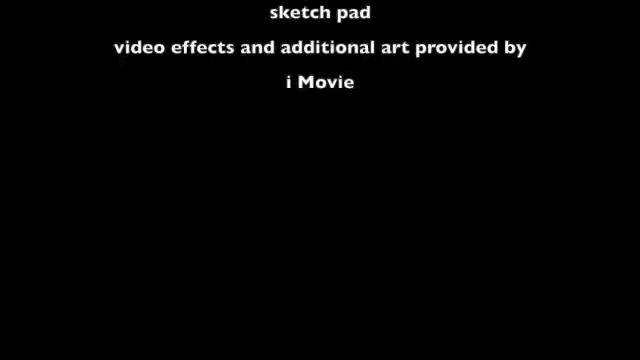 sketch pad
video effects and additional art provided by
i Movie